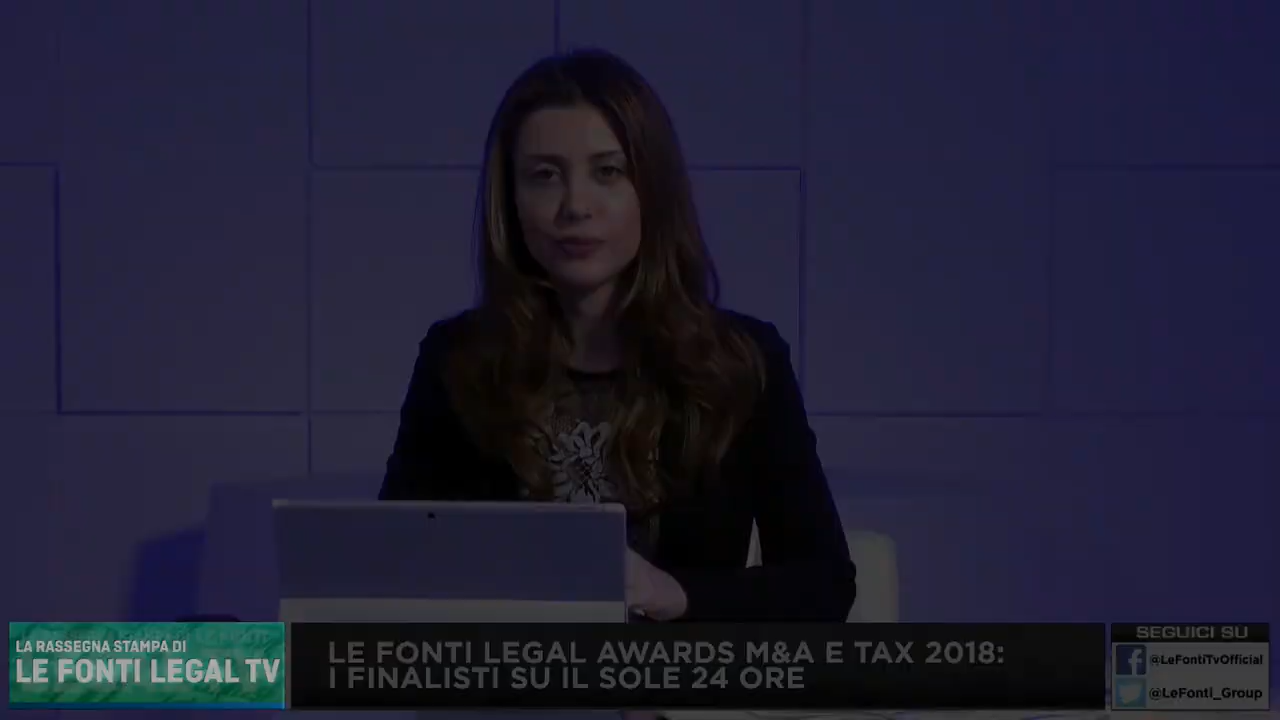 LA RASSEGNA STAMPA DI
LE FONTI LEGAL TV
LE FONTI LEGAL AWARDS M&A E TAX 2018:
I FINALISTI SU IL SOLE 24 ORE
SEGUICI SU
@LeFontiTvOfficial
@LeFonti_Group